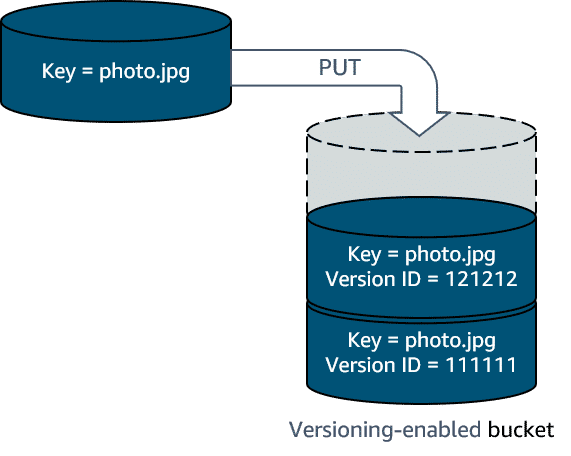 Key = photo.jpg
PUT
Key = photo.jpg
Version ID = 121212
Key = photo.jpg
Version ID = 111111
Versioning-enabled bucket